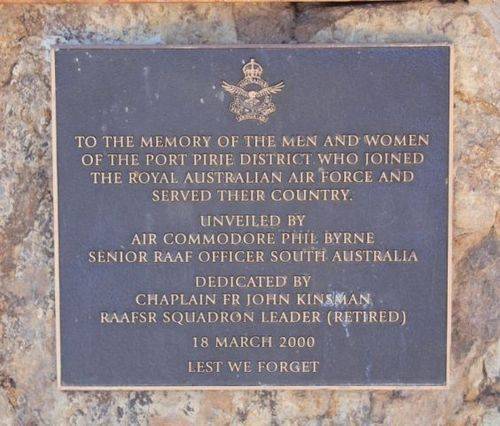 TO THE MEMORY OF THE MEN AND WOMEN
OF THE PORT PIRIE DISTRICT WHO JOINED
THE ROYAL AUSTRALIAN AIR FORCE AND
SERVED THEIR COUNTRY.
UNVEILED BY
AIR COMMODORE PHIL BYRNE
SENIOR RAAF OFFICER SOUTH AUSTRALIA
DEDICATED BY
CHAPLAIN FR JOHN KINSMAN
RAAFSR SQUADRON LEADER (RETIRED)
18 MARCH 2000
LEST WE FORGET